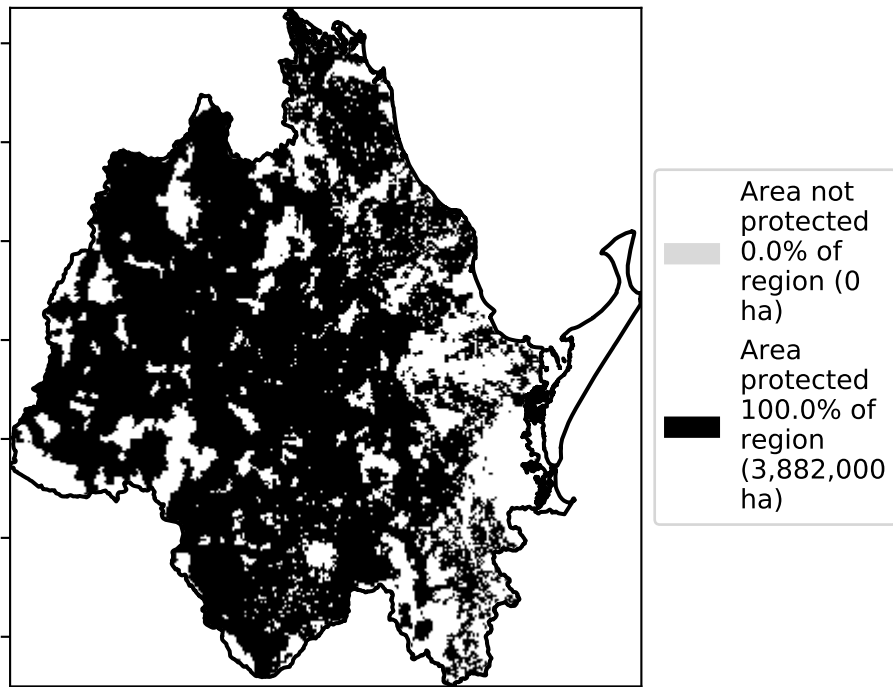 Area not
protected
0.0% of
region (0
ha)
Area
protected
100.0% of
region
(3,882,000
ha)